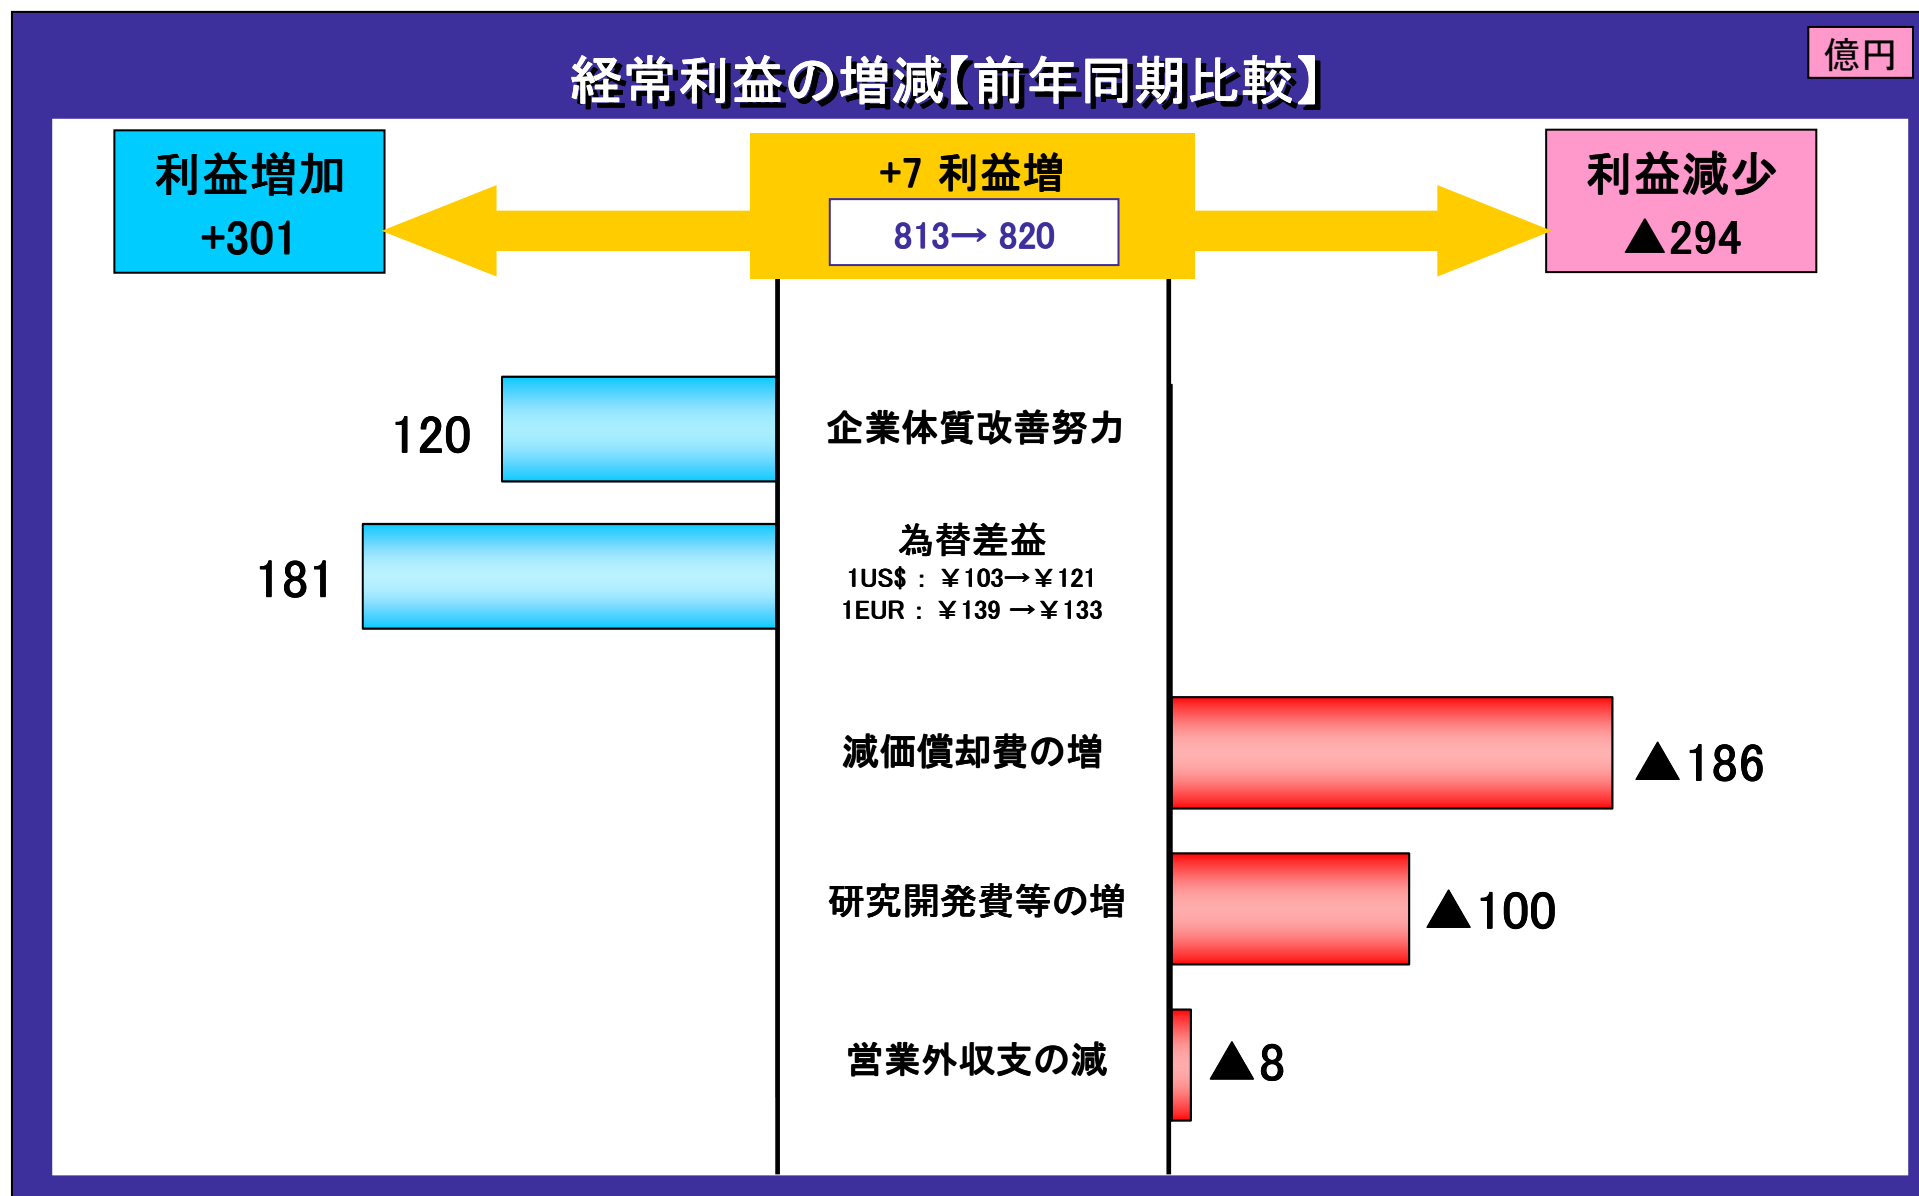 経常利益の増減【前年同期比較】
億円
利益増加
+301
+7 利益増
813→ 820
利益減少
▲294
120
企業体質改善努力
181
為替差益
1US$ : ¥103→¥121
1EUR : ¥139 →¥133
減価償却費の増
▲186
研究開発費等の増
▲100
営業外収支の減
▲8